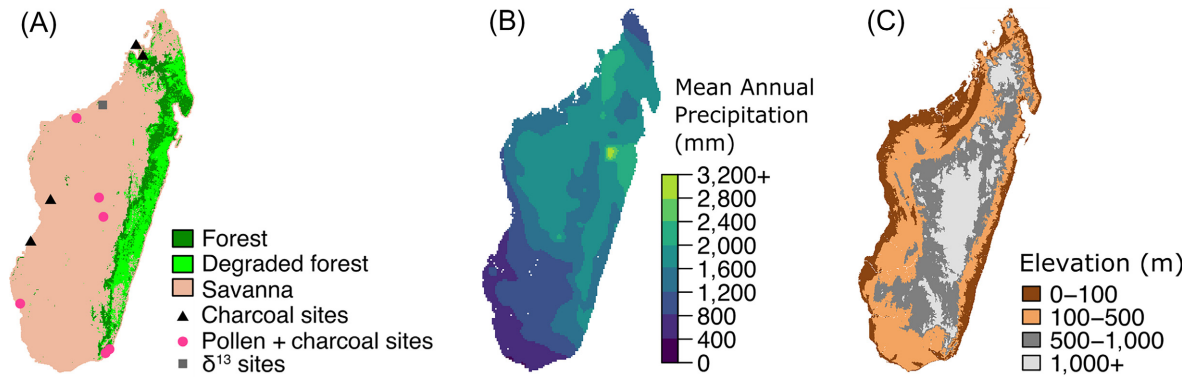 (A)
Forest
Degraded forest
Savanna
Charcoal sites
Pollen + charcoal sites
δ¹³ sites
(B)
Mean Annual
Precipitation
(mm)
3,200+
2,800
2,400
2,000
1,600
1,200
800
400
0
(C)
Elevation (m)
0–100
100–500
500–1,000
1,000+